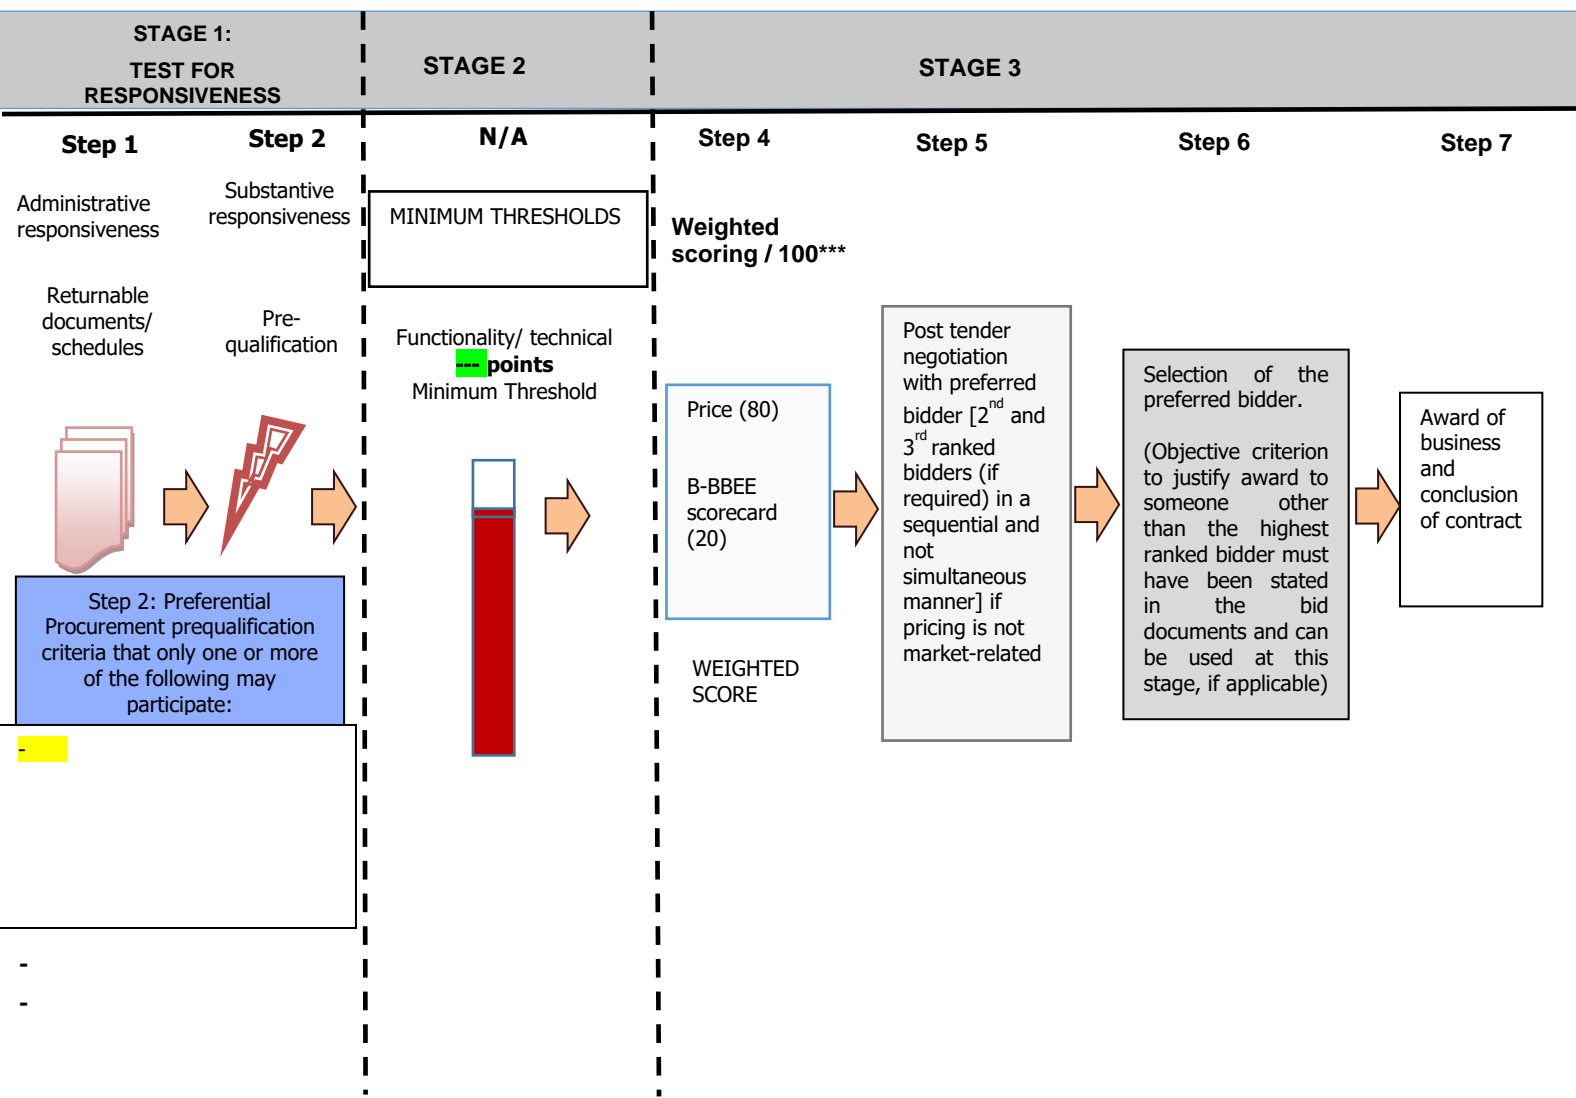 STAGE 1:
TEST FOR
RESPONSIVENESS
STAGE 2
STAGE 3
Step 1
Step 2
N/A
Step 4
Step 5
Step 6
Step 7
Administrative
responsiveness
Returnable
documents/
schedules
Substantive
responsiveness
Pre-
qualification
Step 2: Preferential
Procurement prequalification
criteria that only one or more
of the following may
participate:
-
-
-
MINIMUM THRESHOLDS
Functionality/ technical
--- points
Minimum Threshold
Weighted
scoring / 100***
Price (80)
B-BBEE
scorecard
(20)
WEIGHTED
SCORE
Post tender
negotiation
with preferred
bidder [2nd and
3rd ranked
bidders (if
required) in a
sequential and
not
simultaneous
manner] if
pricing is not
market-related
Selection of the
preferred bidder.
(Objective criterion
to justify award to
someone other
than the highest
ranked bidder must
have been stated
in the bid
documents and can
be used at this
stage, if applicable)
Award of
business
and
conclusion
of contract